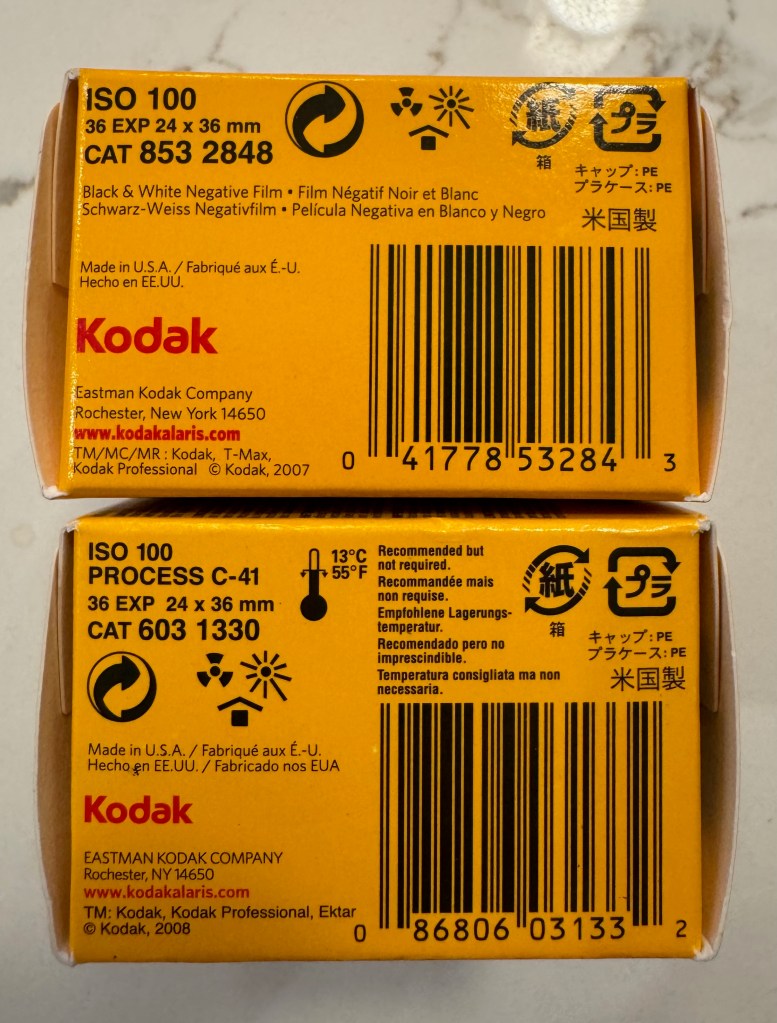 ISO 100
36 EXP 24 x 36 mm
CAT 853 2848
紙
箱
プラ
キャップ: PE
プラケース: PE
米国製
Black & White Negative Film • Film Négatif Noir et Blanc
Schwarz-Weiss Negativfilm • Película Negativa en Blanco y Negro
Made in U.S.A. / Fabriqué aux É.-U.
Hecho en EE.UU.
Kodak
Eastman Kodak Company
Rochester, New York 14650
www.kodakalaris.com
TM/MC/MR : Kodak, T-Max,
Kodak Professional © Kodak, 2007
0 41778 53284 3
ISO 100
PROCESS C-41
36 EXP 24 x 36 mm
CAT 603 1330
13°C
55°F
Recommended but
not required.
Recommandée mais
non requise.
Empfohlene Lagerungs-
temperatur.
Recomendado pero no
imprescindible.
Temperatura consigliata ma non
necessaria.
紙
箱
プラ
キャップ: PE
プラケース: PE
米国製
Made in U.S.A. / Fabriqué aux É.-U.
Hecho en EE.UU. / Fabricado nos EUA
Kodak
EASTMAN KODAK COMPANY
Rochester, NY 14650
www.kodakalaris.com
TM: Kodak, Kodak Professional, Ektar
© Kodak, 2008
0 86806 03133 2